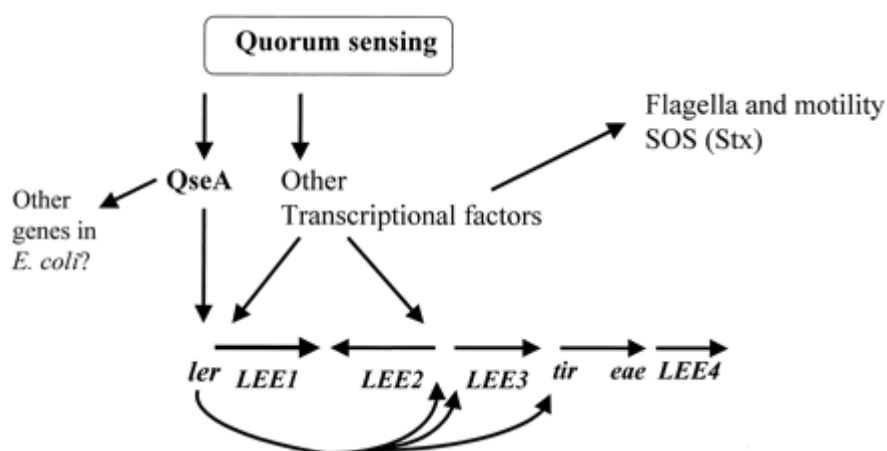 Quorum sensing
Flagella and motility
SOS (Stx)
QseA
Other
Transcriptional factors
Other
genes in
E. coli?
ler
LEE1
LEE2
LEE3
tir
eae
LEE4